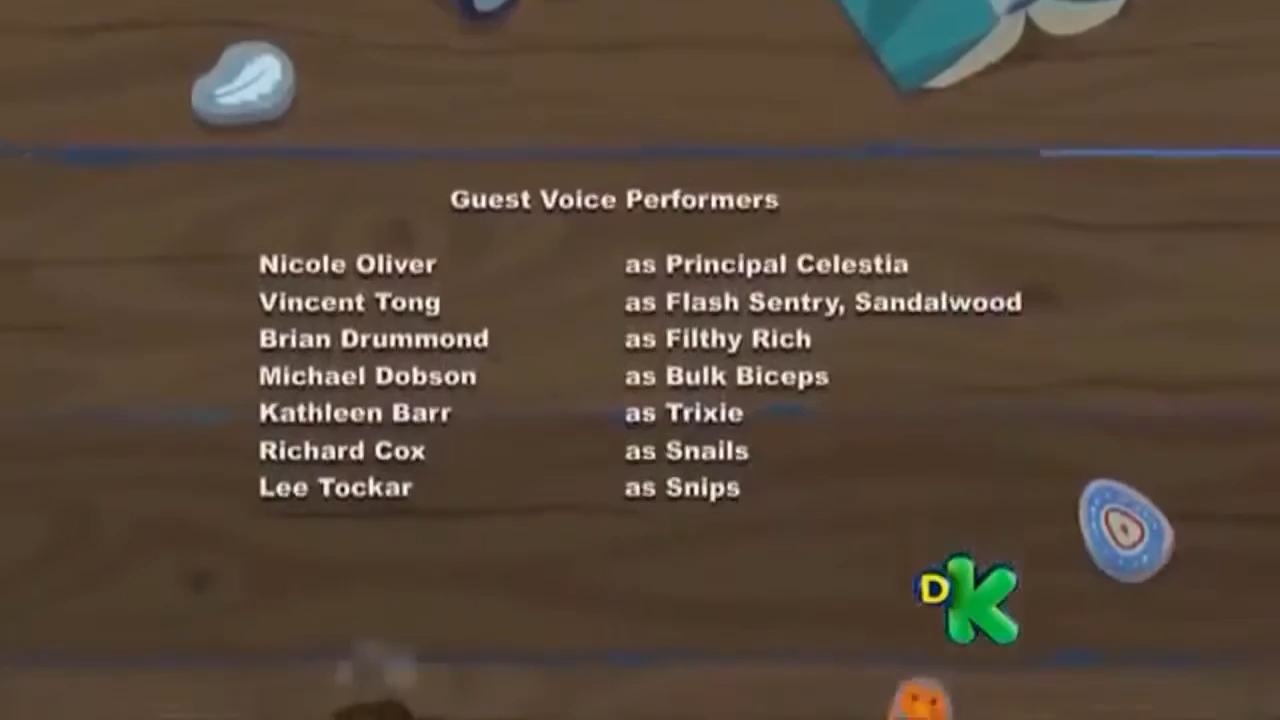 Guest Voice Performers
Nicole Oliver as Principal Celestia
Vincent Tong as Flash Sentry, Sandalwood
Brian Drummond as Filthy Rich
Michael Dobson as Bulk Biceps
Kathleen Barr as Trixie
Richard Cox as Snails
Lee Tockar as Snips
D K